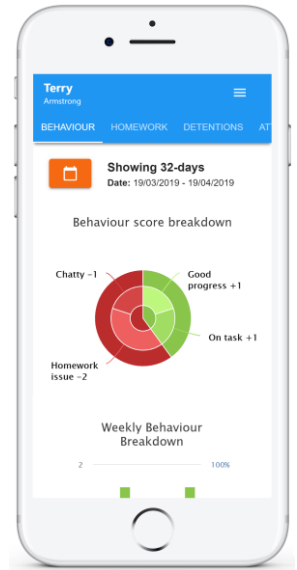 Terry
Armstrong
BEHAVIOUR HOMEWORK DETENTIONS AT
Showing 32-days
Date: 19/03/2019 - 19/04/2019
Behaviour score breakdown
Chatty −1
Good
progress +1
On task +1
Homework
issue −2
Weekly Behaviour
Breakdown
2 100%